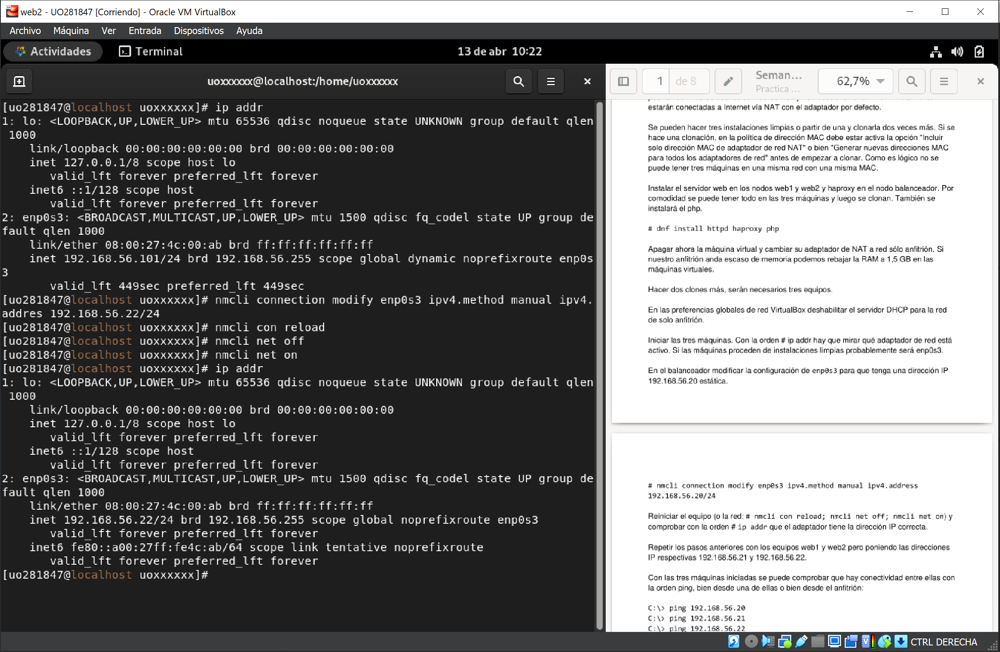 web2 - UO281847 [Corriendo] - Oracle VM VirtualBox
Archivo Máquina Ver Entrada Dispositivos Ayuda
Actividades Terminal 13 de abr 10:22
uoxxxxxx@localhost:/home/uoxxxxxx
[uo281847@localhost uoxxxxxx]# ip addr
1: lo: <LOOPBACK,UP,LOWER_UP> mtu 65536 qdisc noqueue state UNKNOWN group default qlen
 1000
    link/loopback 00:00:00:00:00:00 brd 00:00:00:00:00:00
    inet 127.0.0.1/8 scope host lo
       valid_lft forever preferred_lft forever
    inet6 ::1/128 scope host
       valid_lft forever preferred_lft forever
2: enp0s3: <BROADCAST,MULTICAST,UP,LOWER_UP> mtu 1500 qdisc fq_codel state UP group de
fault qlen 1000
    link/ether 08:00:27:4c:00:ab brd ff:ff:ff:ff:ff:ff
    inet 192.168.56.101/24 brd 192.168.56.255 scope global dynamic noprefixroute enp0s
3
       valid_lft 449sec preferred_lft 449sec
[uo281847@localhost uoxxxxxx]# nmcli connection modify enp0s3 ipv4.method manual ipv4.
addres 192.168.56.22/24
[uo281847@localhost uoxxxxxx]# nmcli con reload
[uo281847@localhost uoxxxxxx]# nmcli net off
[uo281847@localhost uoxxxxxx]# nmcli net on
[uo281847@localhost uoxxxxxx]# ip addr
1: lo: <LOOPBACK,UP,LOWER_UP> mtu 65536 qdisc noqueue state UNKNOWN group default qlen
 1000
    link/loopback 00:00:00:00:00:00 brd 00:00:00:00:00:00
    inet 127.0.0.1/8 scope host lo
       valid_lft forever preferred_lft forever
    inet6 ::1/128 scope host
       valid_lft forever preferred_lft forever
2: enp0s3: <BROADCAST,MULTICAST,UP,LOWER_UP> mtu 1500 qdisc fq_codel state UP group de
fault qlen 1000
    link/ether 08:00:27:4c:00:ab brd ff:ff:ff:ff:ff:ff
    inet 192.168.56.22/24 brd 192.168.56.255 scope global noprefixroute enp0s3
       valid_lft forever preferred_lft forever
    inet6 fe80::a00:27ff:fe4c:ab/64 scope link tentative noprefixroute
       valid_lft forever preferred_lft forever
[uo281847@localhost uoxxxxxx]#
1 de 8 Seman... 62,7%
Practica ...
estarán conectadas a Internet vía NAT con el adaptador por defecto.
Se pueden hacer tres instalaciones limpias o partir de una y clonarla dos veces más. Si se
hace una clonación, en la política de dirección MAC debe estar activa la opción "Incluir
solo dirección MAC de adaptador de red NAT" o bien "Generar nuevas direcciones MAC
para todos los adaptadores de red" antes de empezar a clonar. Como es lógico no se
puede tener tres máquinas en una misma red con una misma MAC.
Instalar el servidor web en los nodos web1 y web2 y haproxy en el nodo balanceador. Por
comodidad se puede tener todo en las tres máquinas y luego se clonan. También se
instalará el php.
# dnf install httpd haproxy php
Apagar ahora la máquina virtual y cambiar su adaptador de NAT a red sólo anfitrión. Si
nuestro anfitrión anda escaso de memoria podemos rebajar la RAM a 1,5 GB en las
máquinas virtuales.
Hacer dos clones más, serán necesarios tres equipos.
En las preferencias globales de red VirtualBox deshabilitar el servidor DHCP para la red
de solo anfitrión.
Iniciar las tres máquinas. Con la orden # ip addr hay que mirar qué adaptador de red está
activo. Si las máquinas proceden de instalaciones limpias probablemente será enp0s3.
En el balanceador modificar la configuración de enp0s3 para que tenga una dirección IP
192.168.56.20 estática.
# nmcli connection modify enp0s3 ipv4.method manual ipv4.address
192.168.56.20/24
Reiniciar el equipo (o la red: # nmcli con reload; nmcli net off; nmcli net on) y
comprobar con la orden # ip addr que el adaptador tiene la dirección IP correcta.
Repetir los pasos anteriores con los equipos web1 y web2 pero poniendo las direcciones
IP respectivas 192.168.56.21 y 192.168.56.22.
Con las tres máquinas iniciadas se puede comprobar que hay conectividad entre ellas con
la orden ping, bien desde una de ellas o bien desde el anfitrión:
C:\> ping 192.168.56.20
C:\> ping 192.168.56.21
C:\> ping 192.168.56.22
CTRL DERECHA